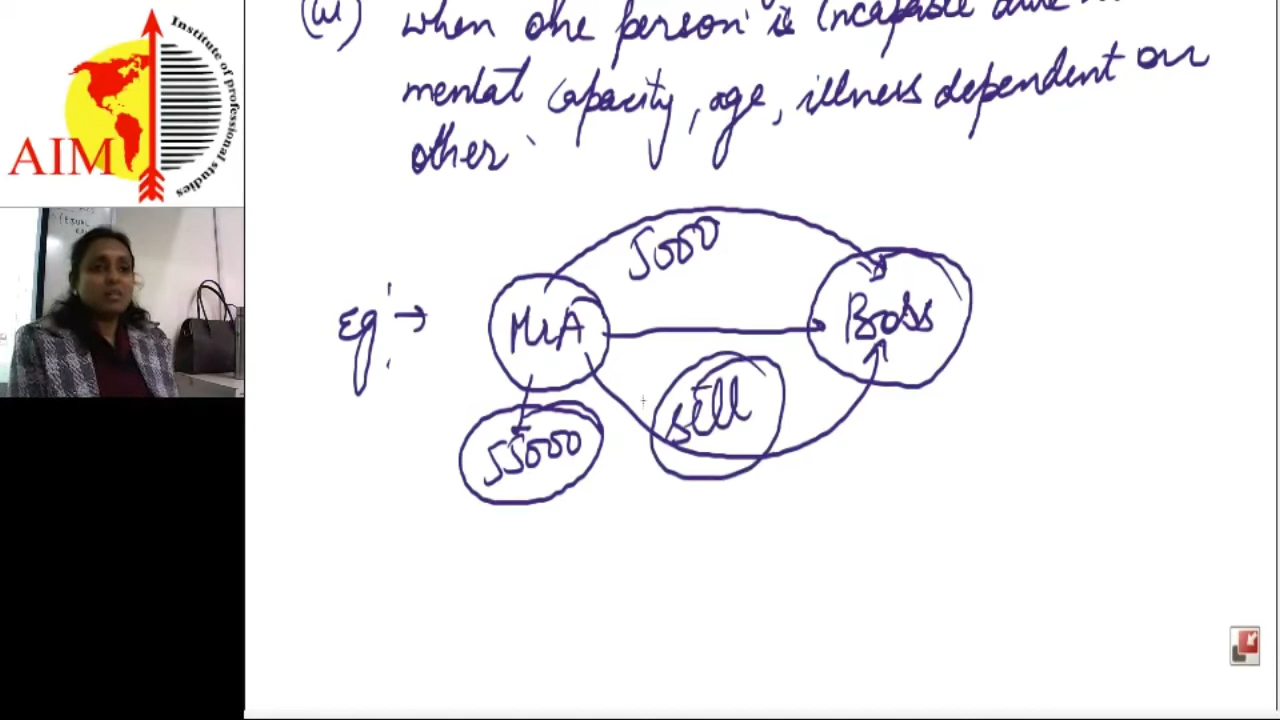 Institute of professional studies
AIM
(iii) when one person is incapable due to
mental capacity, age, illness dependent on
other
5000
Eg → Mr A Boss
sell
55000